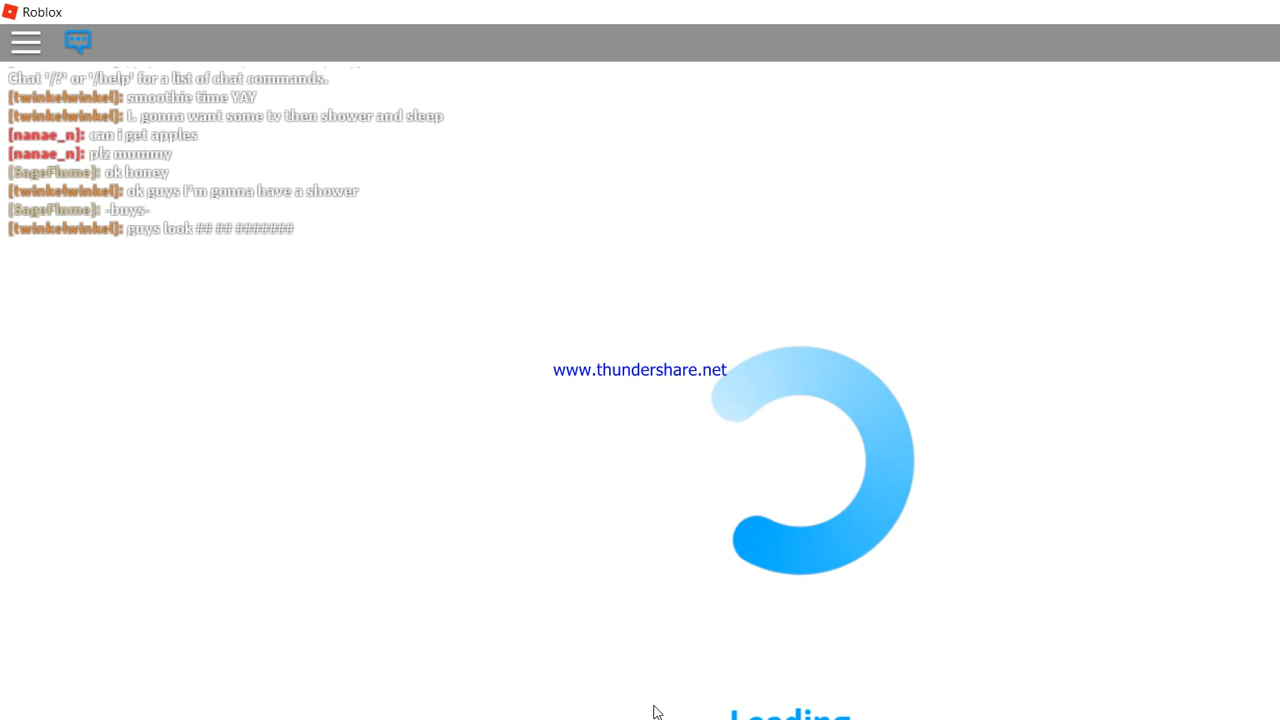 Roblox
Chat '/?' or '/help' for a list of chat commands.
[twinkelwinkel]: smoothie time YAY
[twinkelwinkel]: I. gonna want some tv then shower and sleep
[nanae_n]: can i get apples
[nanae_n]: plz mummy
[SageFlume]: ok honey
[twinkelwinkel]: ok guys I'm gonna have a shower
[SageFlume]: -buys-
[twinkelwinkel]: guys look ## ## #######
www.thundershare.net
Loading